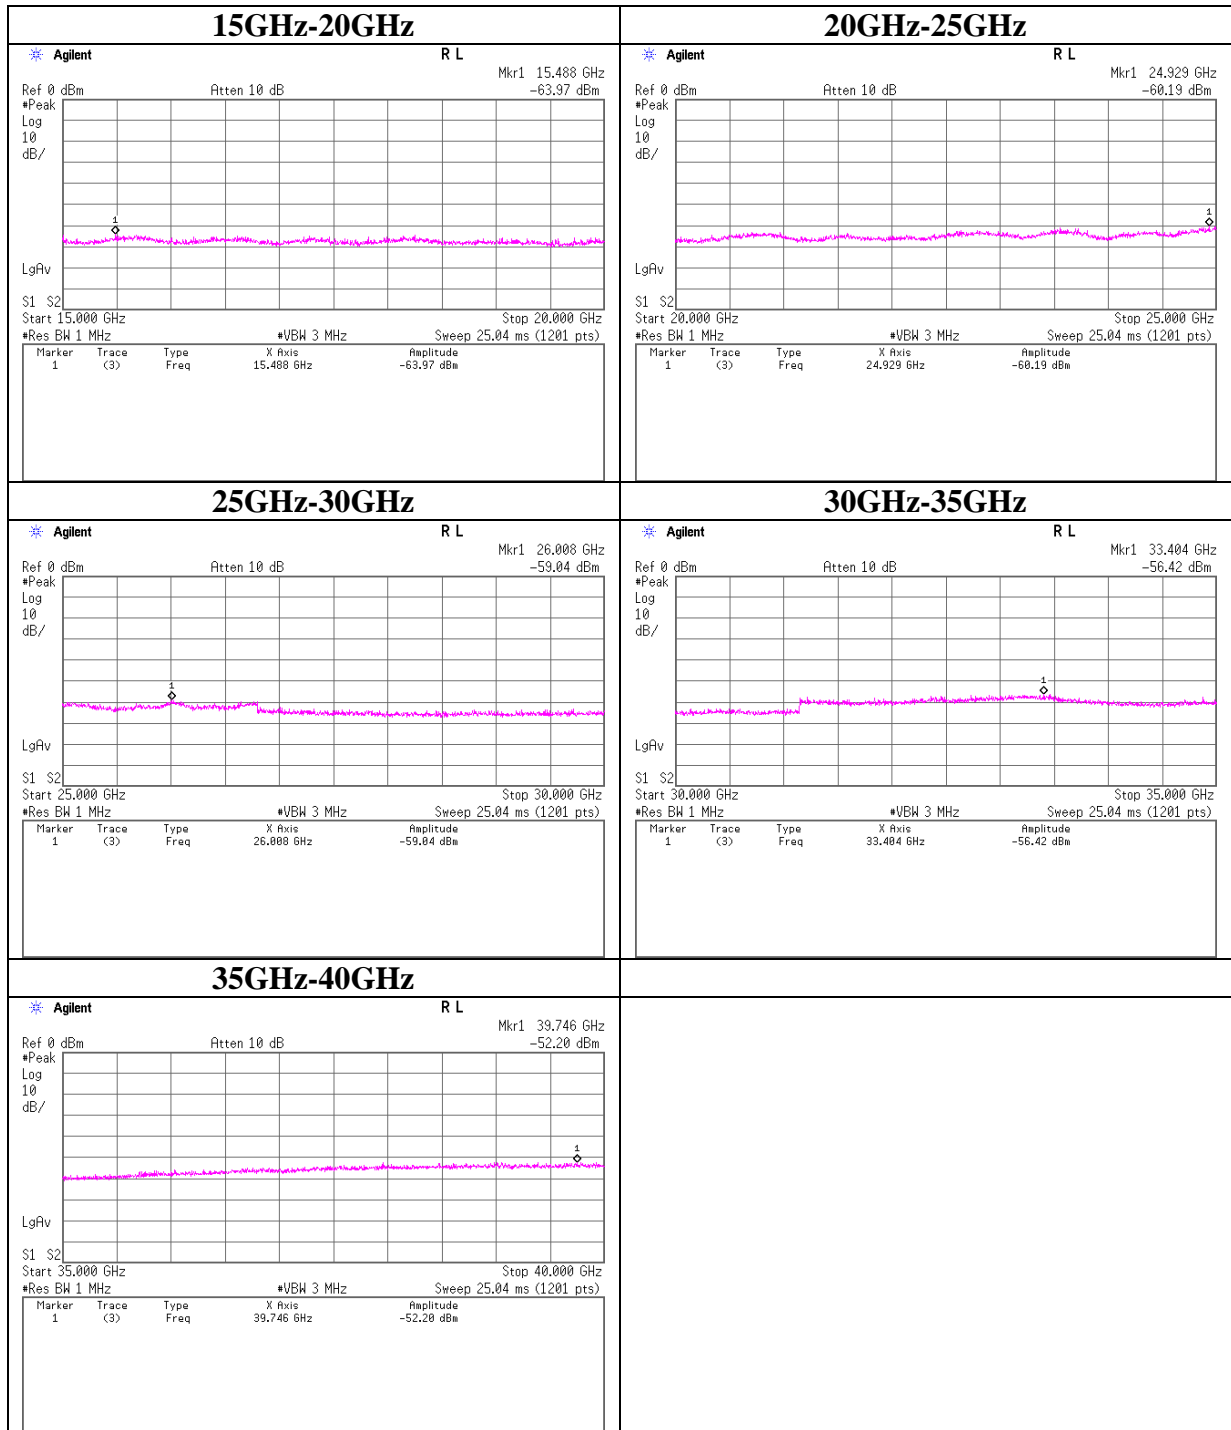 15GHz-20GHz
Agilent
R L
Mkr1 15.488 GHz
Ref 0 dBm Atten 10 dB -63.97 dBm
#Peak
Log
10
dB/
1
LgAv
S1 S2
Start 15.000 GHz Stop 20.000 GHz
#Res BW 1 MHz #VBW 3 MHz Sweep 25.04 ms (1201 pts)
Marker Trace Type X Axis Amplitude
1 (3) Freq 15.488 GHz -63.97 dBm
20GHz-25GHz
Agilent
R L
Mkr1 24.929 GHz
Ref 0 dBm Atten 10 dB -60.19 dBm
#Peak
Log
10
dB/
1
LgAv
S1 S2
Start 20.000 GHz Stop 25.000 GHz
#Res BW 1 MHz #VBW 3 MHz Sweep 25.04 ms (1201 pts)
Marker Trace Type X Axis Amplitude
1 (3) Freq 24.929 GHz -60.19 dBm
25GHz-30GHz
Agilent
R L
Mkr1 26.008 GHz
Ref 0 dBm Atten 10 dB -59.04 dBm
#Peak
Log
10
dB/
1
LgAv
S1 S2
Start 25.000 GHz Stop 30.000 GHz
#Res BW 1 MHz #VBW 3 MHz Sweep 25.04 ms (1201 pts)
Marker Trace Type X Axis Amplitude
1 (3) Freq 26.008 GHz -59.04 dBm
30GHz-35GHz
Agilent
R L
Mkr1 33.404 GHz
Ref 0 dBm Atten 10 dB -56.42 dBm
#Peak
Log
10
dB/
1
LgAv
S1 S2
Start 30.000 GHz Stop 35.000 GHz
#Res BW 1 MHz #VBW 3 MHz Sweep 25.04 ms (1201 pts)
Marker Trace Type X Axis Amplitude
1 (3) Freq 33.404 GHz -56.42 dBm
35GHz-40GHz
Agilent
R L
Mkr1 39.746 GHz
Ref 0 dBm Atten 10 dB -52.20 dBm
#Peak
Log
10
dB/
1
LgAv
S1 S2
Start 35.000 GHz Stop 40.000 GHz
#Res BW 1 MHz #VBW 3 MHz Sweep 25.04 ms (1201 pts)
Marker Trace Type X Axis Amplitude
1 (3) Freq 39.746 GHz -52.20 dBm